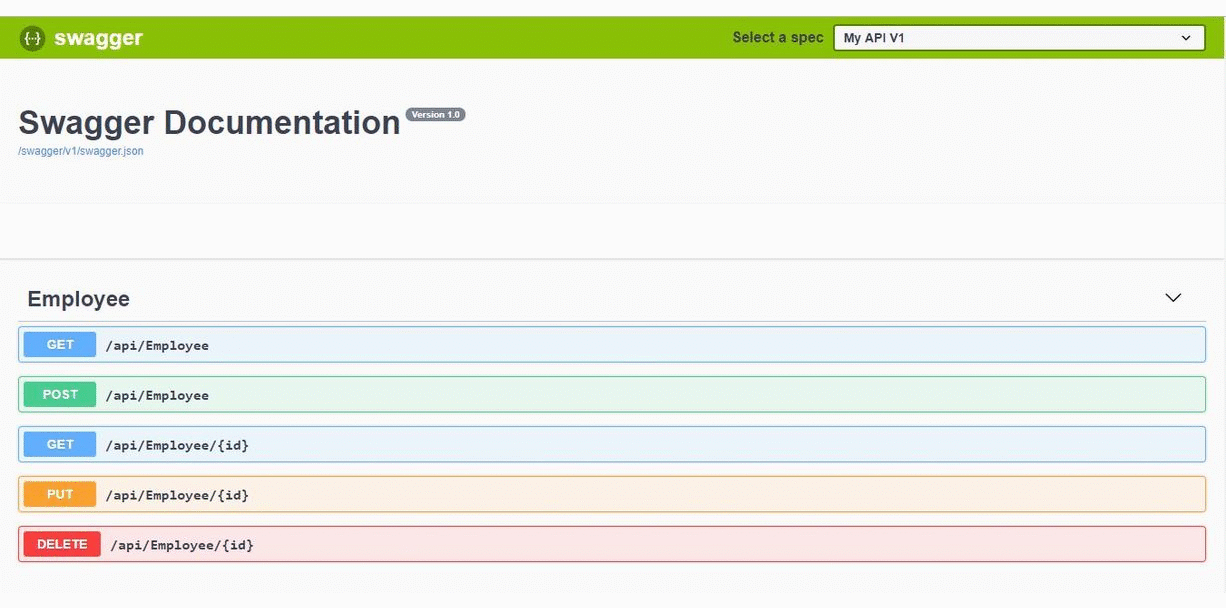 {···} swagger
Select a spec My API V1
Swagger Documentation Version 1.0
/swagger/v1/swagger.json
Employee
GET /api/Employee
POST /api/Employee
GET /api/Employee/{id}
PUT /api/Employee/{id}
DELETE /api/Employee/{id}